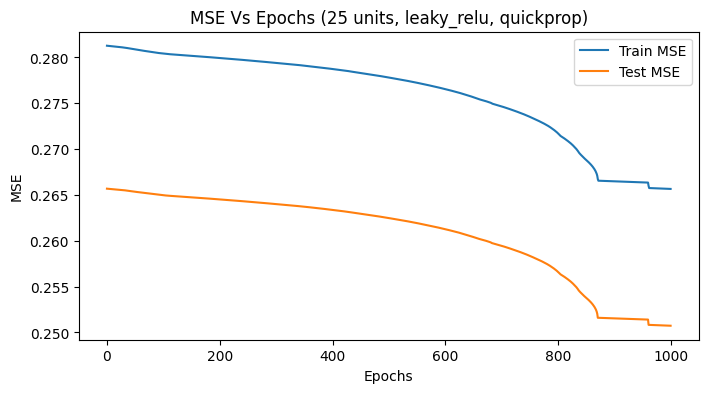 MSE Vs Epochs (25 units, leaky_relu, quickprop)
Train MSE
Test MSE
MSE
0.280
0.275
0.270
0.265
0.260
0.255
0.250
0 200 400 600 800 1000
Epochs